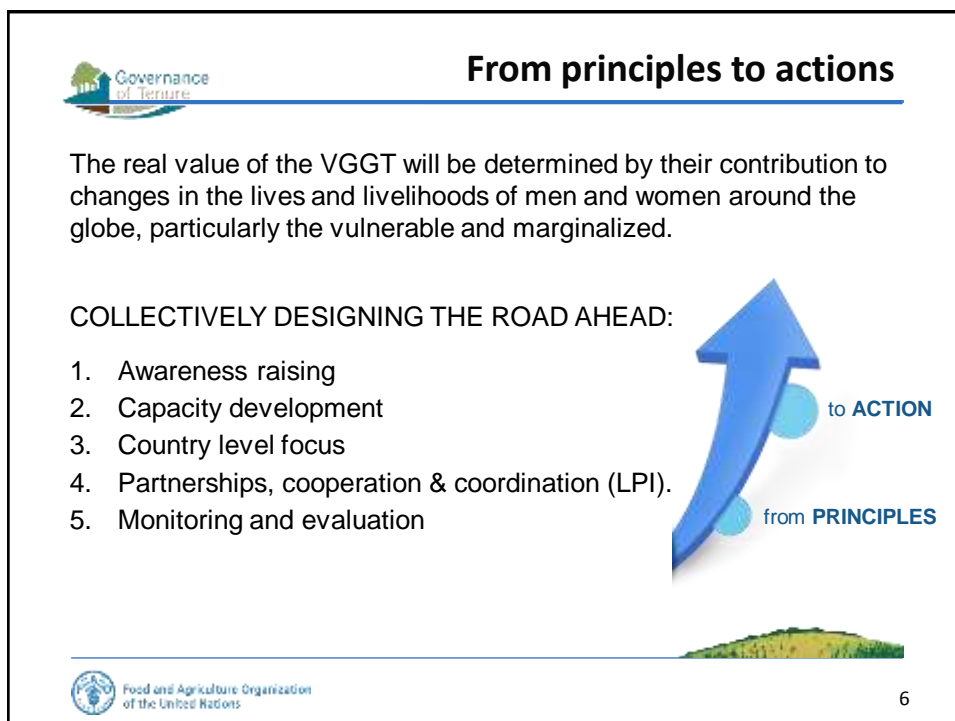 Governance
of Tenure
From principles to actions
The real value of the VGGT will be determined by their contribution to
changes in the lives and livelihoods of men and women around the
globe, particularly the vulnerable and marginalized.
COLLECTIVELY DESIGNING THE ROAD AHEAD:
1. Awareness raising
2. Capacity development
3. Country level focus
4. Partnerships, cooperation & coordination (LPI).
5. Monitoring and evaluation
to ACTION
from PRINCIPLES
Food and Agriculture Organization
of the United Nations
6